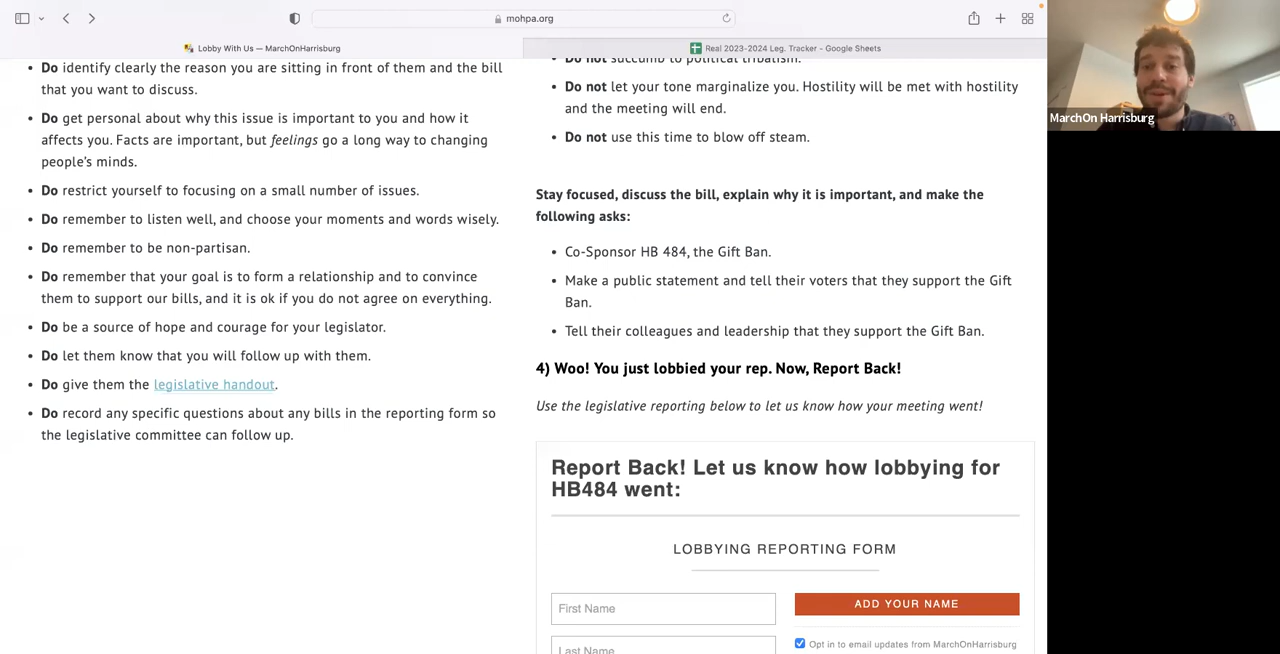 mohpa.org
Lobby With Us — MarchOnHarrisburg
Real 2023-2024 Leg. Tracker - Google Sheets
• Do identify clearly the reason you are sitting in front of them and the bill
that you want to discuss.
• Do get personal about why this issue is important to you and how it
affects you. Facts are important, but feelings go a long way to changing
people's minds.
• Do restrict yourself to focusing on a small number of issues.
• Do remember to listen well, and choose your moments and words wisely.
• Do remember to be non-partisan.
• Do remember that your goal is to form a relationship and to convince
them to support our bills, and it is ok if you do not agree on everything.
• Do be a source of hope and courage for your legislator.
• Do let them know that you will follow up with them.
• Do give them the legislative handout.
• Do record any specific questions about any bills in the reporting form so
the legislative committee can follow up.
• Do not succumb to political tribalism.
• Do not let your tone marginalize you. Hostility will be met with hostility
and the meeting will end.
• Do not use this time to blow off steam.
Stay focused, discuss the bill, explain why it is important, and make the
following asks:
• Co-Sponsor HB 484, the Gift Ban.
• Make a public statement and tell their voters that they support the Gift
Ban.
• Tell their colleagues and leadership that they support the Gift Ban.
4) Woo! You just lobbied your rep. Now, Report Back!
Use the legislative reporting below to let us know how your meeting went!
Report Back! Let us know how lobbying for
HB484 went:
LOBBYING REPORTING FORM
First Name
Last Name
ADD YOUR NAME
Opt in to email updates from MarchOnHarrisburg
MarchOn Harrisburg